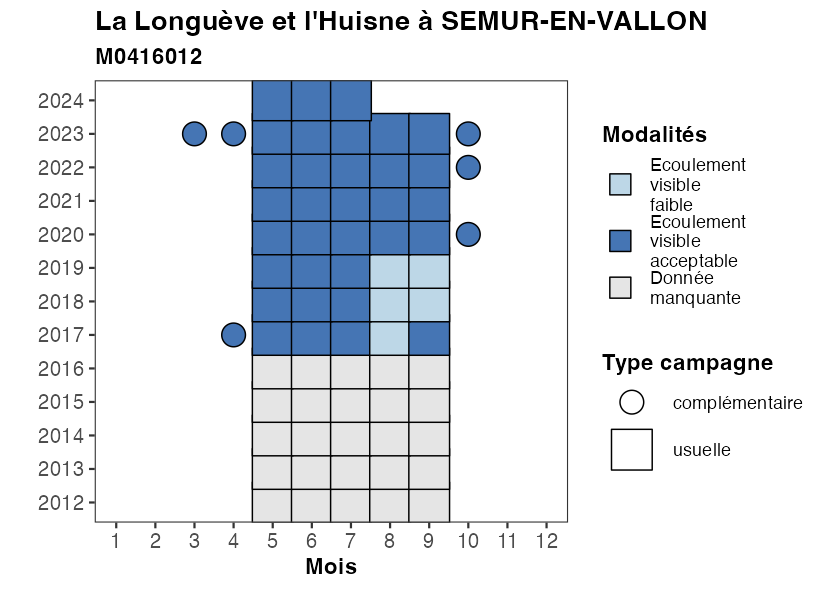 La Longuève et l'Huisne à SEMUR-EN-VALLON
M0416012
2024
2023
2022
2021
2020
2019
2018
2017
2016
2015
2014
2013
2012
1 2 3 4 5 6 7 8 9 10 11 12
Mois
Modalités
Ecoulement
visible
faible
Ecoulement
visible
acceptable
Donnée
manquante
Type campagne
complémentaire
usuelle